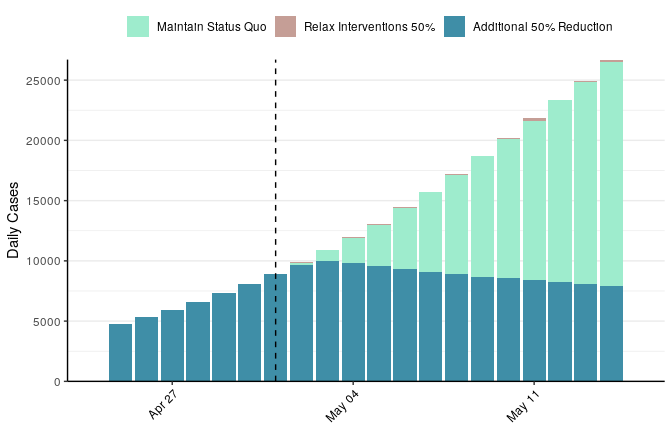 Maintain Status Quo Relax Interventions 50% Additional 50% Reduction
Daily Cases
25000
20000
15000
10000
5000
0
Apr 27 May 04 May 11